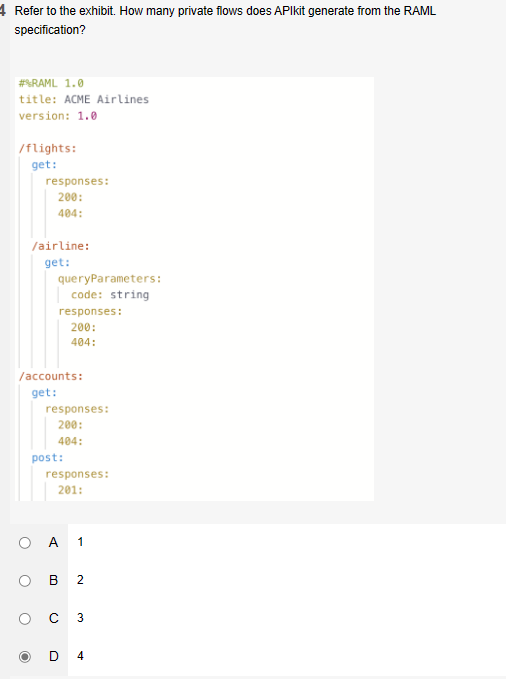 4 Refer to the exhibit. How many private flows does APIkit generate from the RAML
specification?
#%RAML 1.0
title: ACME Airlines
version: 1.0
/flights:
get:
responses:
200:
404:
/airline:
get:
queryParameters:
code: string
responses:
200:
404:
/accounts:
get:
responses:
200:
404:
post:
responses:
201:
A 1
B 2
C 3
D 4